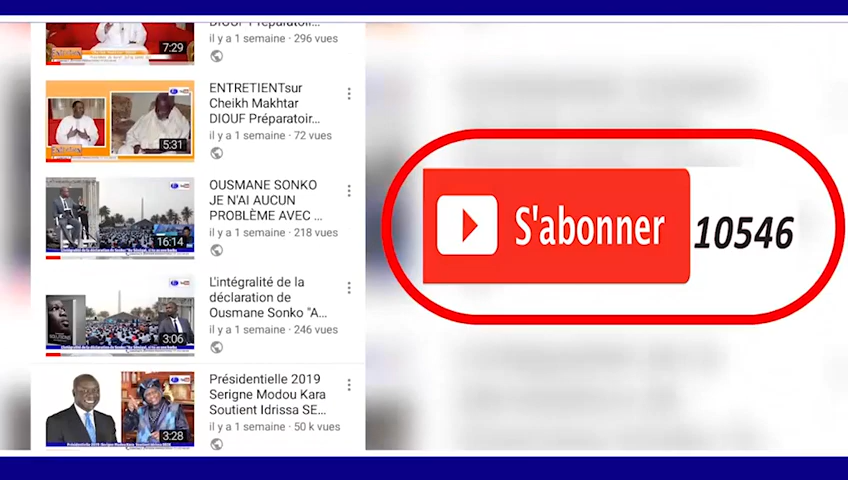 DIOUF Préparatoir...
il y a 1 semaine · 296 vues
7:29
ENTRETIENsur
Cheikh Makhtar
DIOUF Préparatoir...
il y a 1 semaine · 72 vues
5:31
OUSMANE SONKO
JE N'AI AUCUN
PROBLÈME AVEC ...
il y a 1 semaine · 218 vues
16:14
L'intégralité de la
déclaration de
Ousmane Sonko "A...
il y a 1 semaine · 246 vues
3:06
Présidentielle 2019
Serigne Modou Kara
Soutient Idrissa SE...
il y a 1 semaine · 50 k vues
3:28
S'abonner
10546